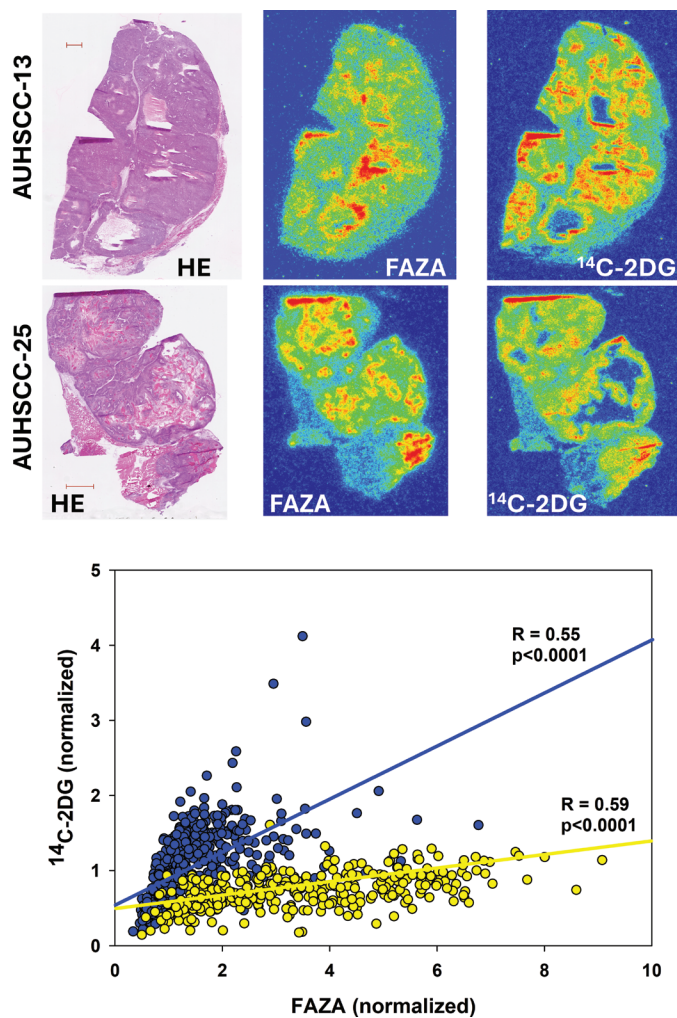 AUHSCC-13
HE
FAZA
¹⁴C-2DG
AUHSCC-25
HE
FAZA
¹⁴C-2DG
5
4
3
2
1
0
¹⁴C-2DG (normalized)
R = 0.55
p<0.0001
R = 0.59
p<0.0001
0
2
4
6
8
10
FAZA (normalized)